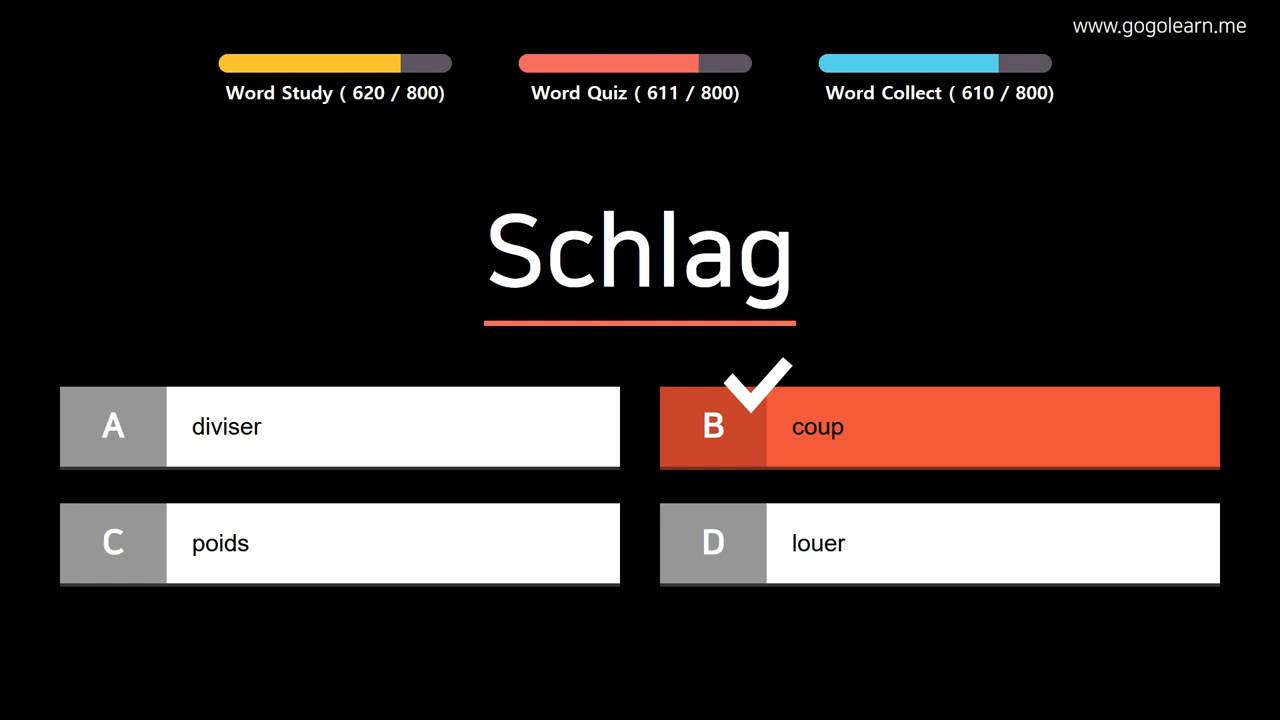 www.gogolearn.me
Word Study ( 620 / 800)
Word Quiz ( 611 / 800)
Word Collect ( 610 / 800)
Schlag
A
diviser
B
coup
C
poids
D
louer